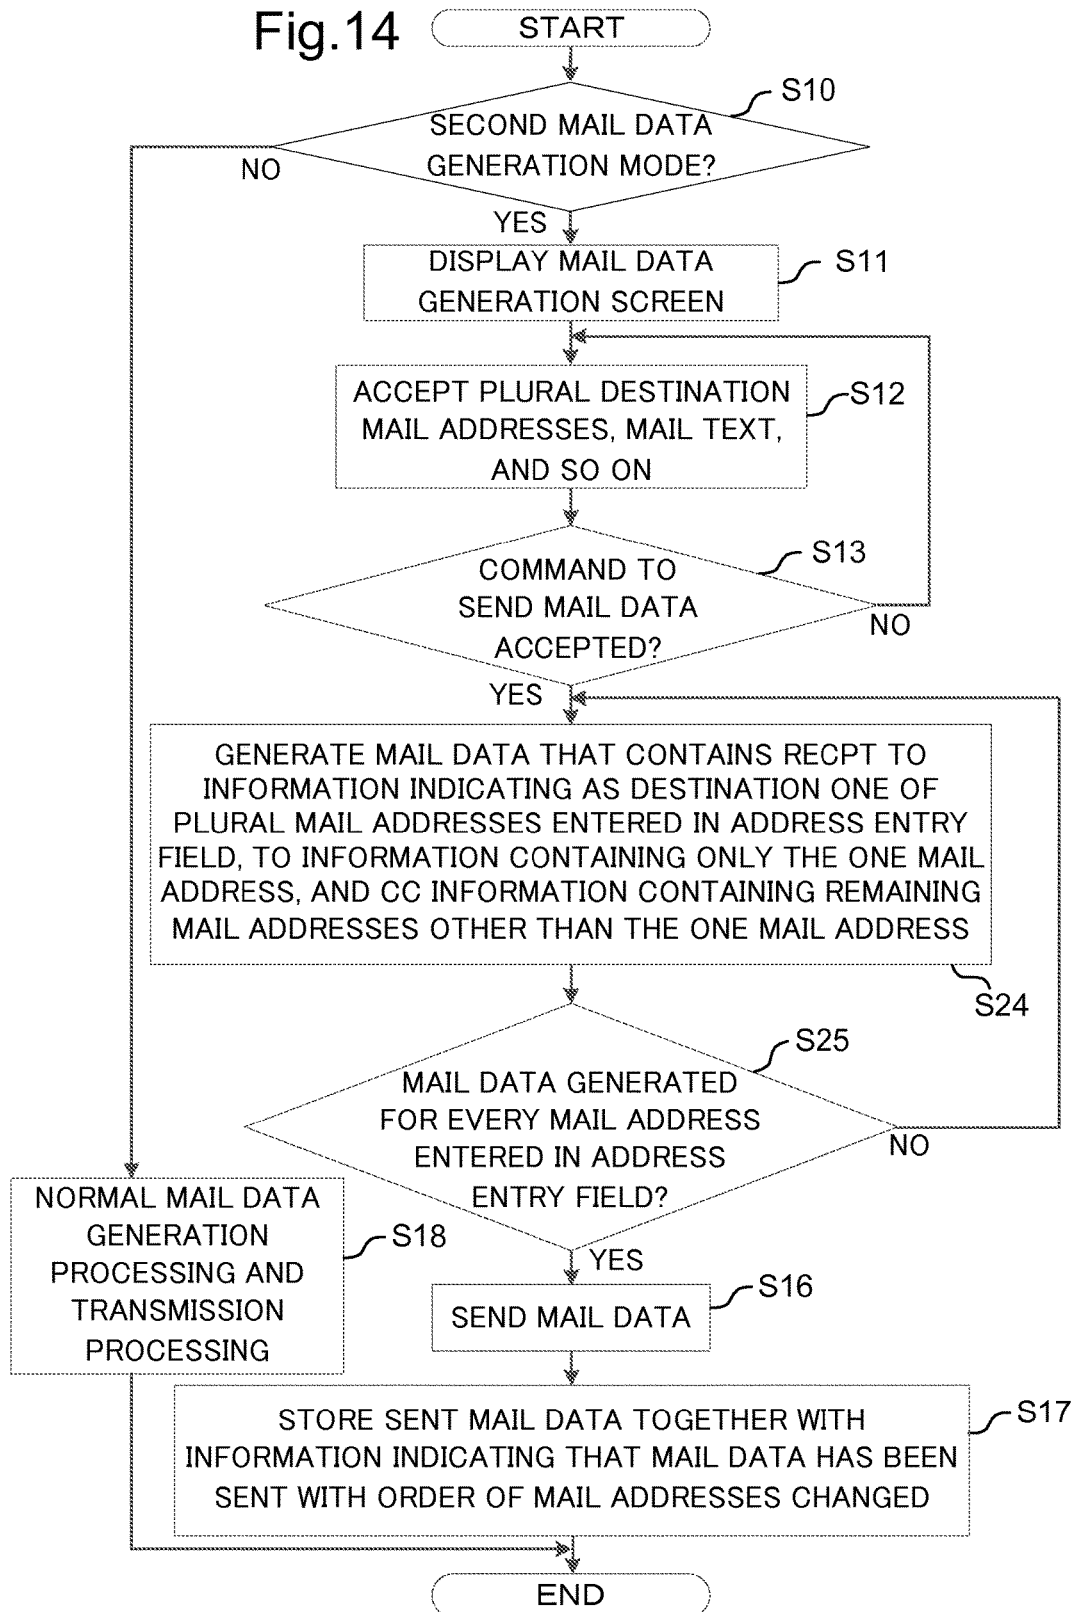 Fig.14
START
S10
SECOND MAIL DATA
GENERATION MODE?
NO
YES
DISPLAY MAIL DATA
GENERATION SCREEN
S11
ACCEPT PLURAL DESTINATION
MAIL ADDRESSES, MAIL TEXT,
AND SO ON
S12
S13
COMMAND TO
SEND MAIL DATA
ACCEPTED?
NO
YES
GENERATE MAIL DATA THAT CONTAINS RECPT TO
INFORMATION INDICATING AS DESTINATION ONE OF
PLURAL MAIL ADDRESSES ENTERED IN ADDRESS ENTRY
FIELD, TO INFORMATION CONTAINING ONLY THE ONE MAIL
ADDRESS, AND CC INFORMATION CONTAINING REMAINING
MAIL ADDRESSES OTHER THAN THE ONE MAIL ADDRESS
S24
S25
MAIL DATA GENERATED
FOR EVERY MAIL ADDRESS
ENTERED IN ADDRESS
ENTRY FIELD?
NO
YES
NORMAL MAIL DATA
GENERATION
PROCESSING AND
TRANSMISSION
PROCESSING
S18
SEND MAIL DATA
S16
STORE SENT MAIL DATA TOGETHER WITH
INFORMATION INDICATING THAT MAIL DATA HAS BEEN
SENT WITH ORDER OF MAIL ADDRESSES CHANGED
S17
END